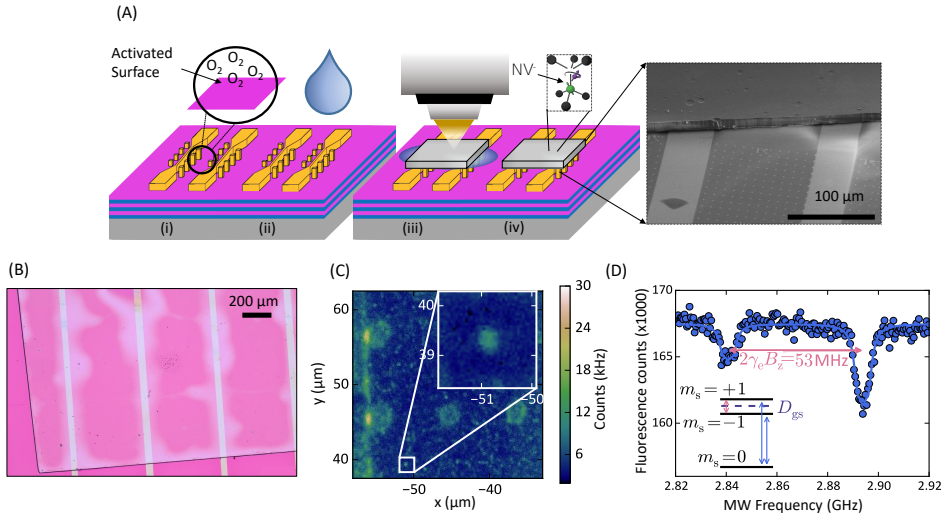 (A)
Activated
Surface
O2
O2
O2
O2
NV-
(i)
(ii)
(iii)
(iv)
100 μm
(B)
200 μm
(C)
60
55
50
45
40
y (μm)
−50
−40
x (μm)
40
39
−51
−50
30
24
18
12
6
Counts (kHz)
(D)
170
165
160
Fluorescence counts (x1000)
2γeBz=53MHz
ms=+1
Dgs
ms=−1
ms=0
2.82
2.84
2.86
2.88
2.90
2.92
MW Frequency (GHz)